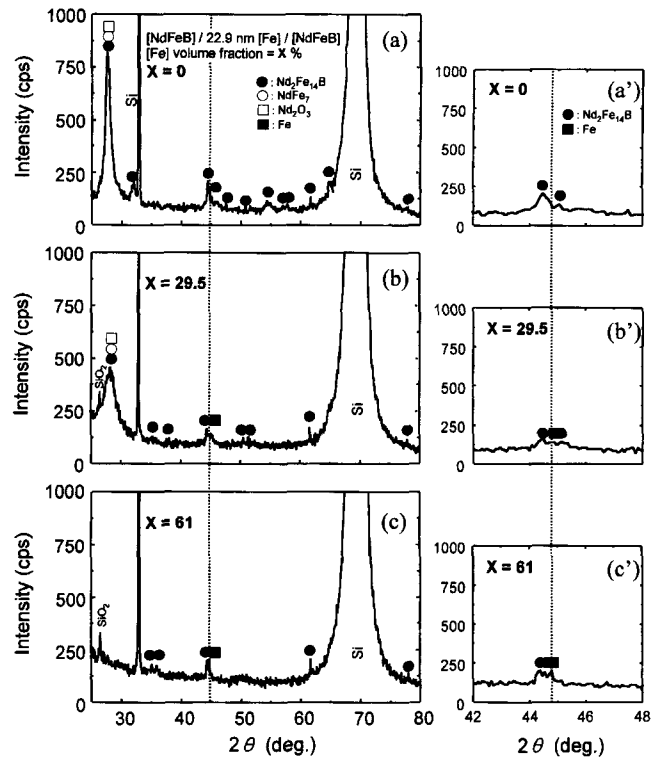 [NdFeB] / 22.9 nm [Fe] / [NdFeB]
[Fe] volume fraction = X %
X = 0
(a)
● : Nd₂Fe₁₄B
○ : NdFe₇
□ : Nd₂O₃
■ : Fe
Si
Si
Intensity (cps)
1000
750
500
250
0
(a')
X = 0
● : Nd₂Fe₁₄B
■ : Fe
1000
750
500
250
0
42 44 46 48
(b)
X = 29.5
SiO₂
Si
Intensity (cps)
1000
750
500
250
0
(b')
X = 29.5
1000
750
500
250
0
(c)
X = 61
SiO₂
Si
Intensity (cps)
1000
750
500
250
0
30 40 50 60 70 80
2θ (deg.)
(c')
X = 61
1000
750
500
250
0
42 44 46 48
2θ (deg.)